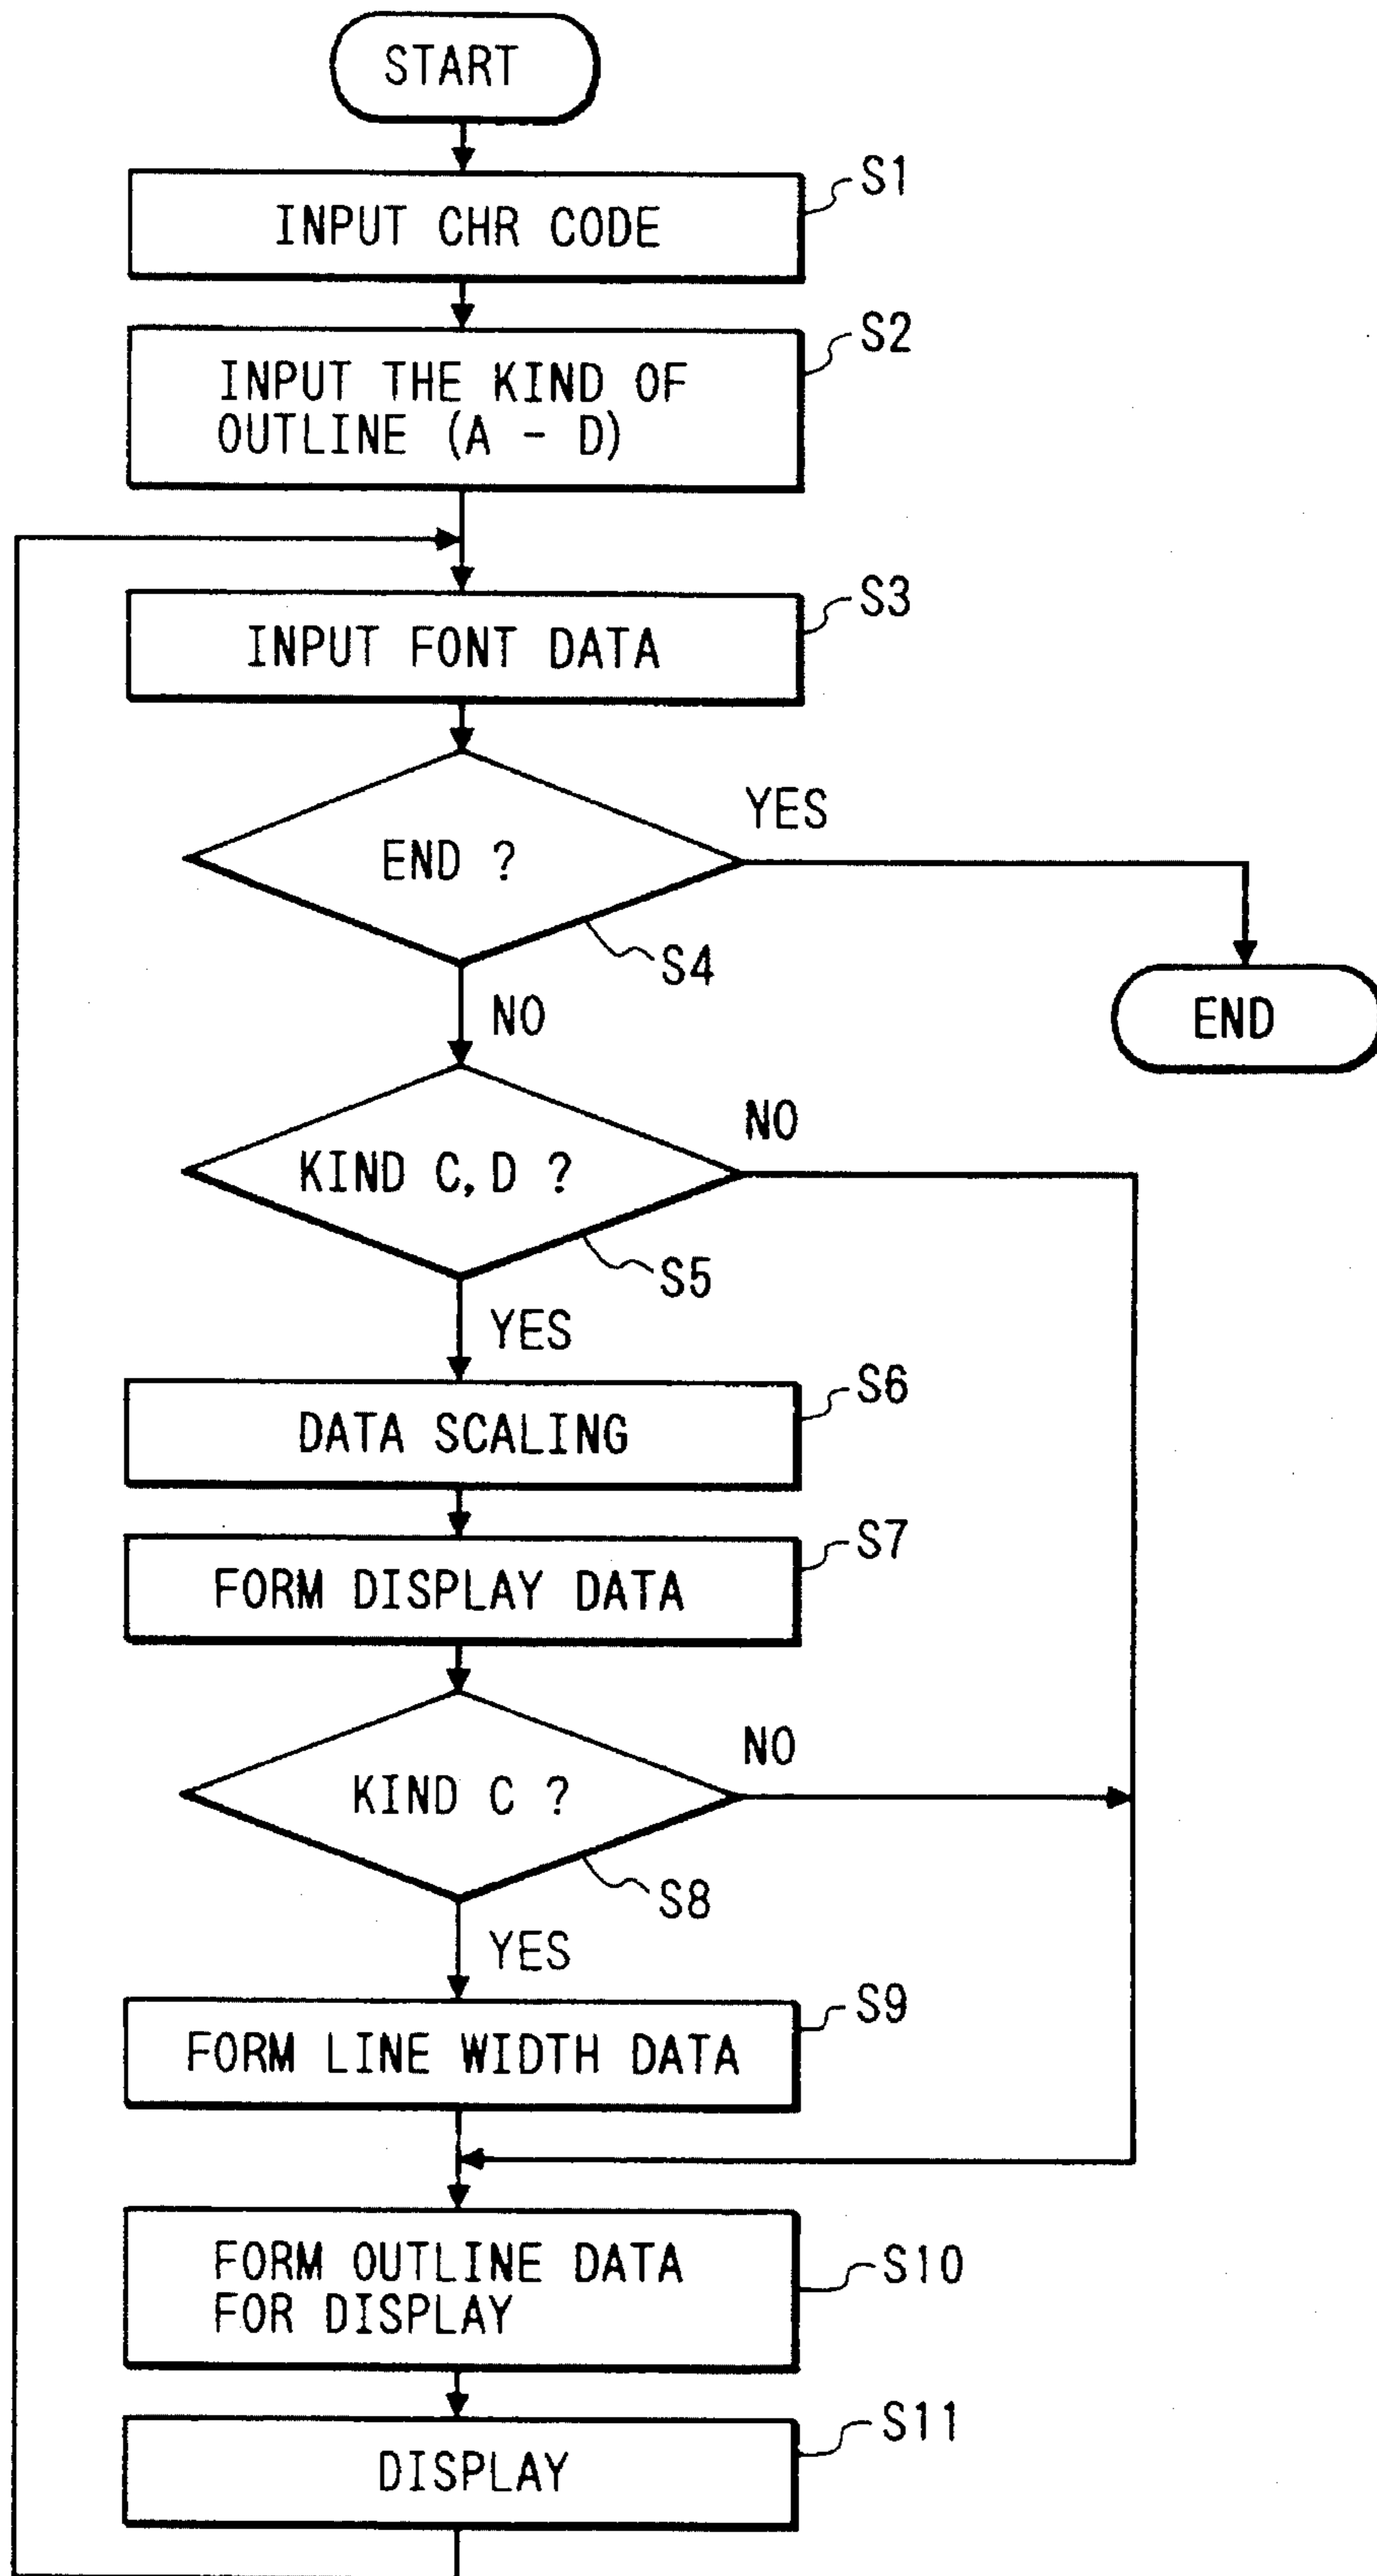 START
INPUT CHR CODE
S1
INPUT THE KIND OF
OUTLINE (A - D)
S2
INPUT FONT DATA
S3
END ?
YES
S4
NO
END
KIND C, D ?
NO
S5
YES
DATA SCALING
S6
FORM DISPLAY DATA
S7
KIND C ?
NO
S8
YES
FORM LINE WIDTH DATA
S9
FORM OUTLINE DATA
FOR DISPLAY
S10
DISPLAY
S11